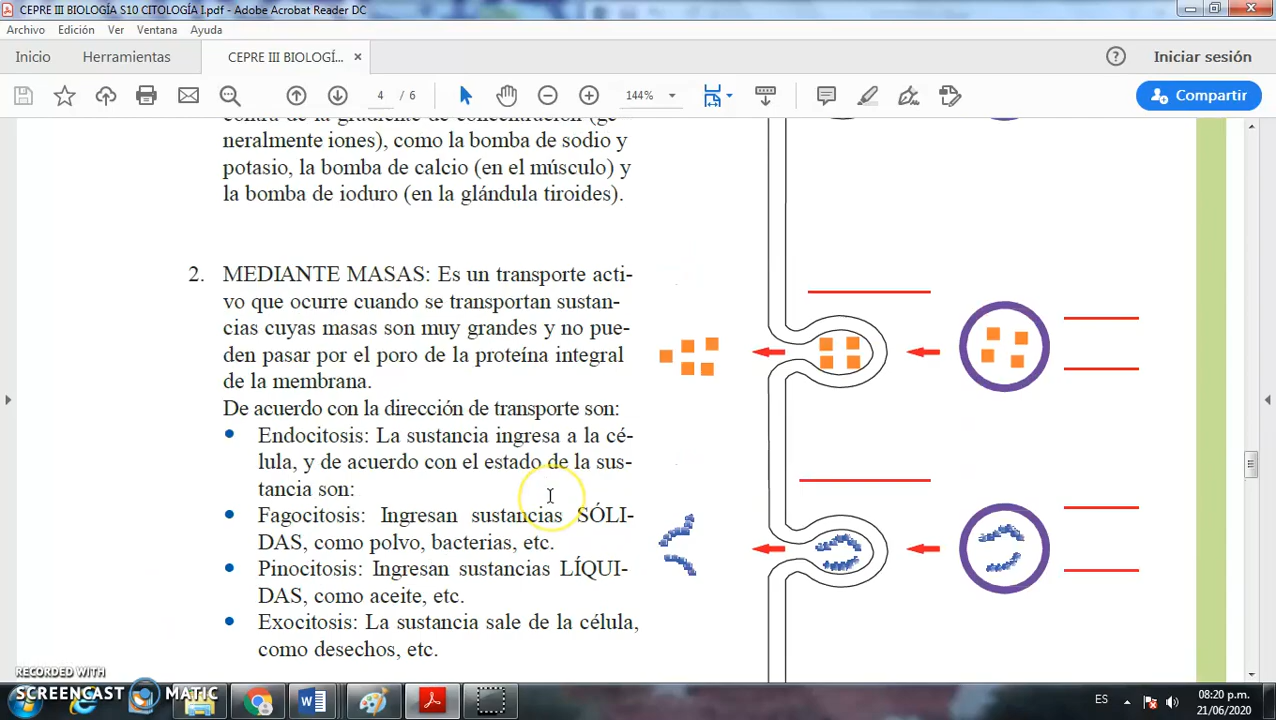 CEPRE III BIOLOGÍA S10 CITOLOGÍA I.pdf - Adobe Acrobat Reader DC
Archivo Edición Ver Ventana Ayuda
Inicio Herramientas CEPRE III BIOLOGÍ... × Iniciar sesión
4 / 6 144% Compartir
contra de la gradiente de concentración (ge-
neralmente iones), como la bomba de sodio y
potasio, la bomba de calcio (en el músculo) y
la bomba de ioduro (en la glándula tiroides).
2. MEDIANTE MASAS: Es un transporte acti-
vo que ocurre cuando se transportan sustan-
cias cuyas masas son muy grandes y no pue-
den pasar por el poro de la proteína integral
de la membrana.
De acuerdo con la dirección de transporte son:
• Endocitosis: La sustancia ingresa a la cé-
lula, y de acuerdo con el estado de la sus-
tancia son:
• Fagocitosis: Ingresan sustancias SÓLI-
DAS, como polvo, bacterias, etc.
• Pinocitosis: Ingresan sustancias LÍQUI-
DAS, como aceite, etc.
• Exocitosis: La sustancia sale de la célula,
como desechos, etc.
RECORDED WITH
SCREENCAST MATIC
ES 08:20 p.m.
21/06/2020